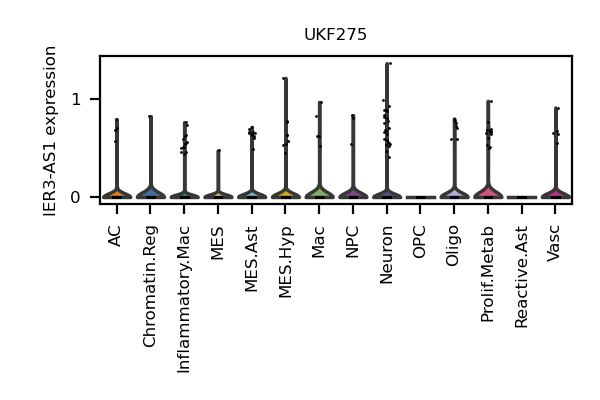 UKF275
IER3-AS1 expression
1
0
AC
Chromatin.Reg
Inflammatory.Mac
MES
MES.Ast
MES.Hyp
Mac
NPC
Neuron
OPC
Oligo
Prolif.Metab
Reactive.Ast
Vasc